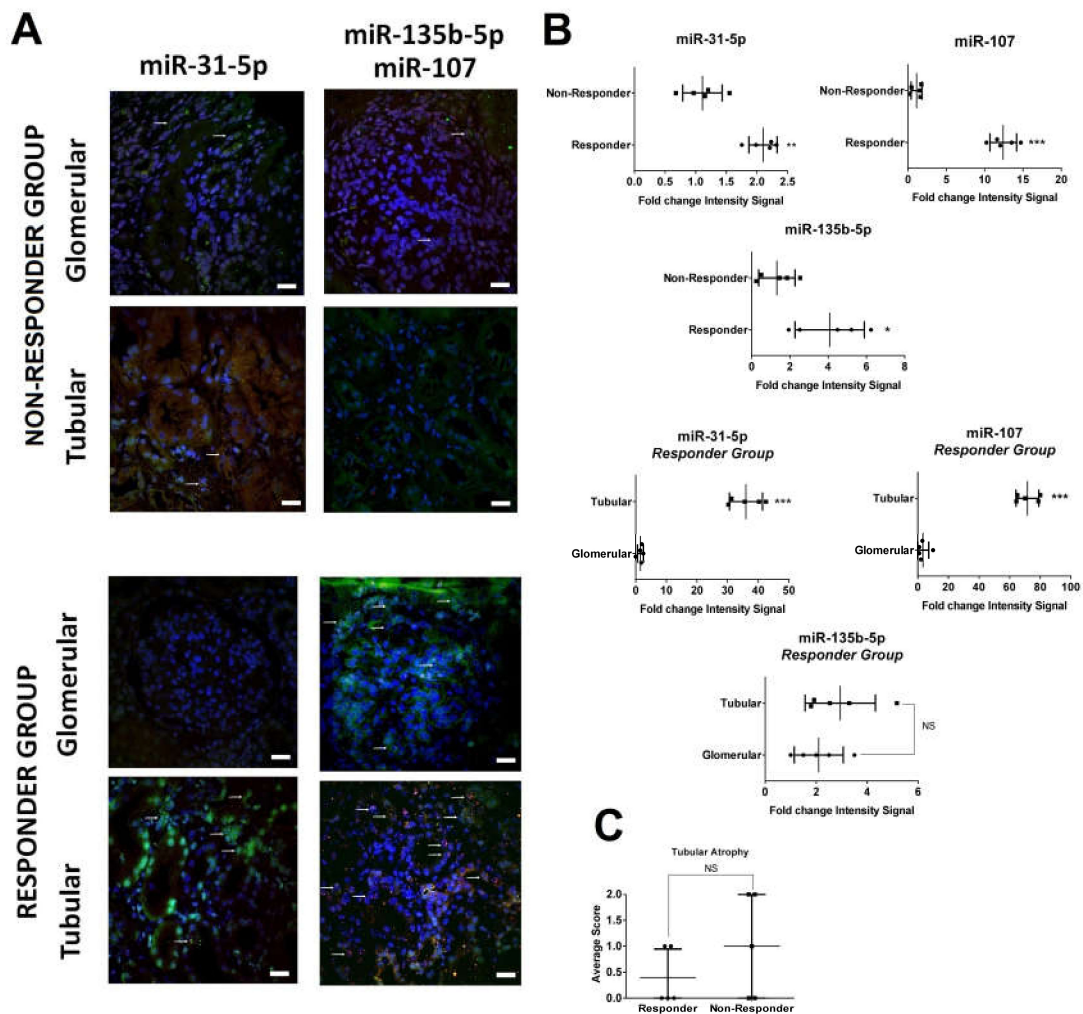 A
miR-31-5p
miR-135b-5p
miR-107
NON-RESPONDER GROUP
Glomerular
Tubular
RESPONDER GROUP
Glomerular
Tubular
B
miR-31-5p
Non-Responder
Responder
**
0.0 0.5 1.0 1.5 2.0 2.5
Fold change Intensity Signal
miR-107
Non-Responder
Responder
***
0 5 10 15 20
Fold change Intensity Signal
miR-135b-5p
Non-Responder
Responder
*
0 2 4 6 8
Fold change Intensity Signal
miR-31-5p
Responder Group
Tubular
***
Glomerular
0 10 20 30 40 50
Fold change Intensity Signal
miR-107
Responder Group
Tubular
***
Glomerular
0 20 40 60 80 100
Fold change Intensity Signal
miR-135b-5p
Responder Group
Tubular
NS
Glomerular
0 2 4 6
Fold change Intensity Signal
C
Tubular Atrophy
NS
Average Score
2.0
1.5
1.0
0.5
0.0
Responder Non-Responder